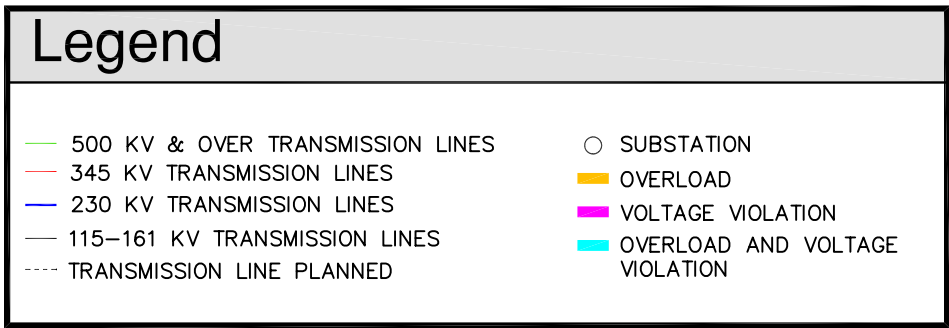 Legend
500 KV & OVER TRANSMISSION LINES
345 KV TRANSMISSION LINES
230 KV TRANSMISSION LINES
115-161 KV TRANSMISSION LINES
TRANSMISSION LINE PLANNED
SUBSTATION
OVERLOAD
VOLTAGE VIOLATION
OVERLOAD AND VOLTAGE
VIOLATION